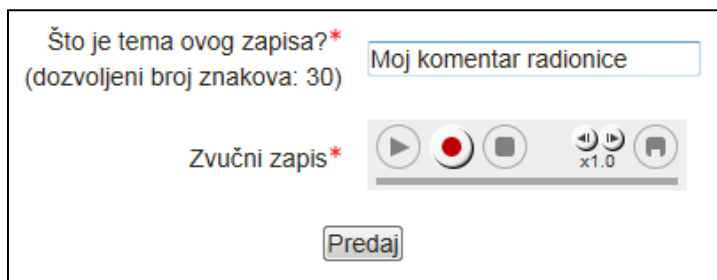 Što je tema ovog zapisa?*
(dozvoljeni broj znakova: 30)
Moj komentar radionice
Zvučni zapis*
x1.0
Predaj